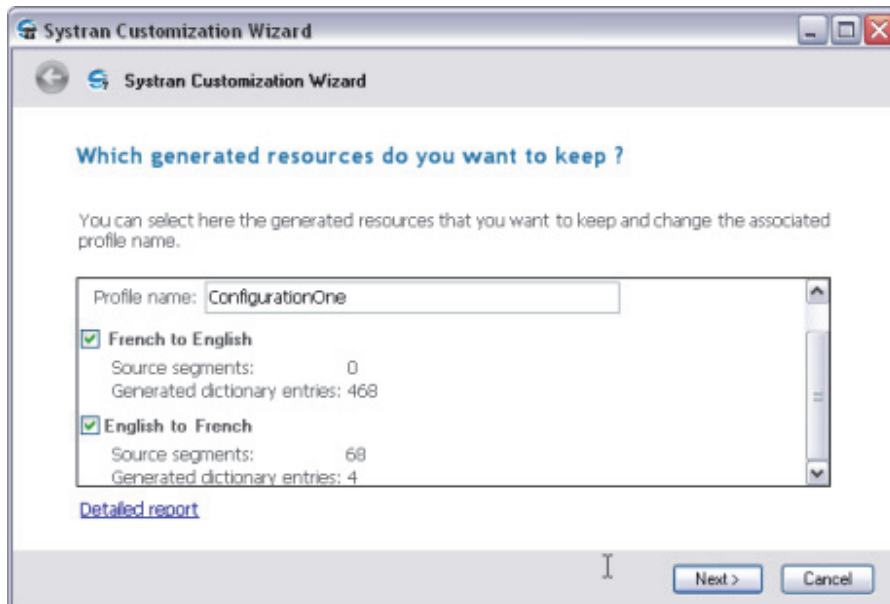 Systran Customization Wizard
Systran Customization Wizard
Which generated resources do you want to keep ?
You can select here the generated resources that you want to keep and change the associated
profile name.
Profile name: ConfigurationOne
French to English
Source segments: 0
Generated dictionary entries: 468
English to French
Source segments: 68
Generated dictionary entries: 4
Detailed report
Next > Cancel